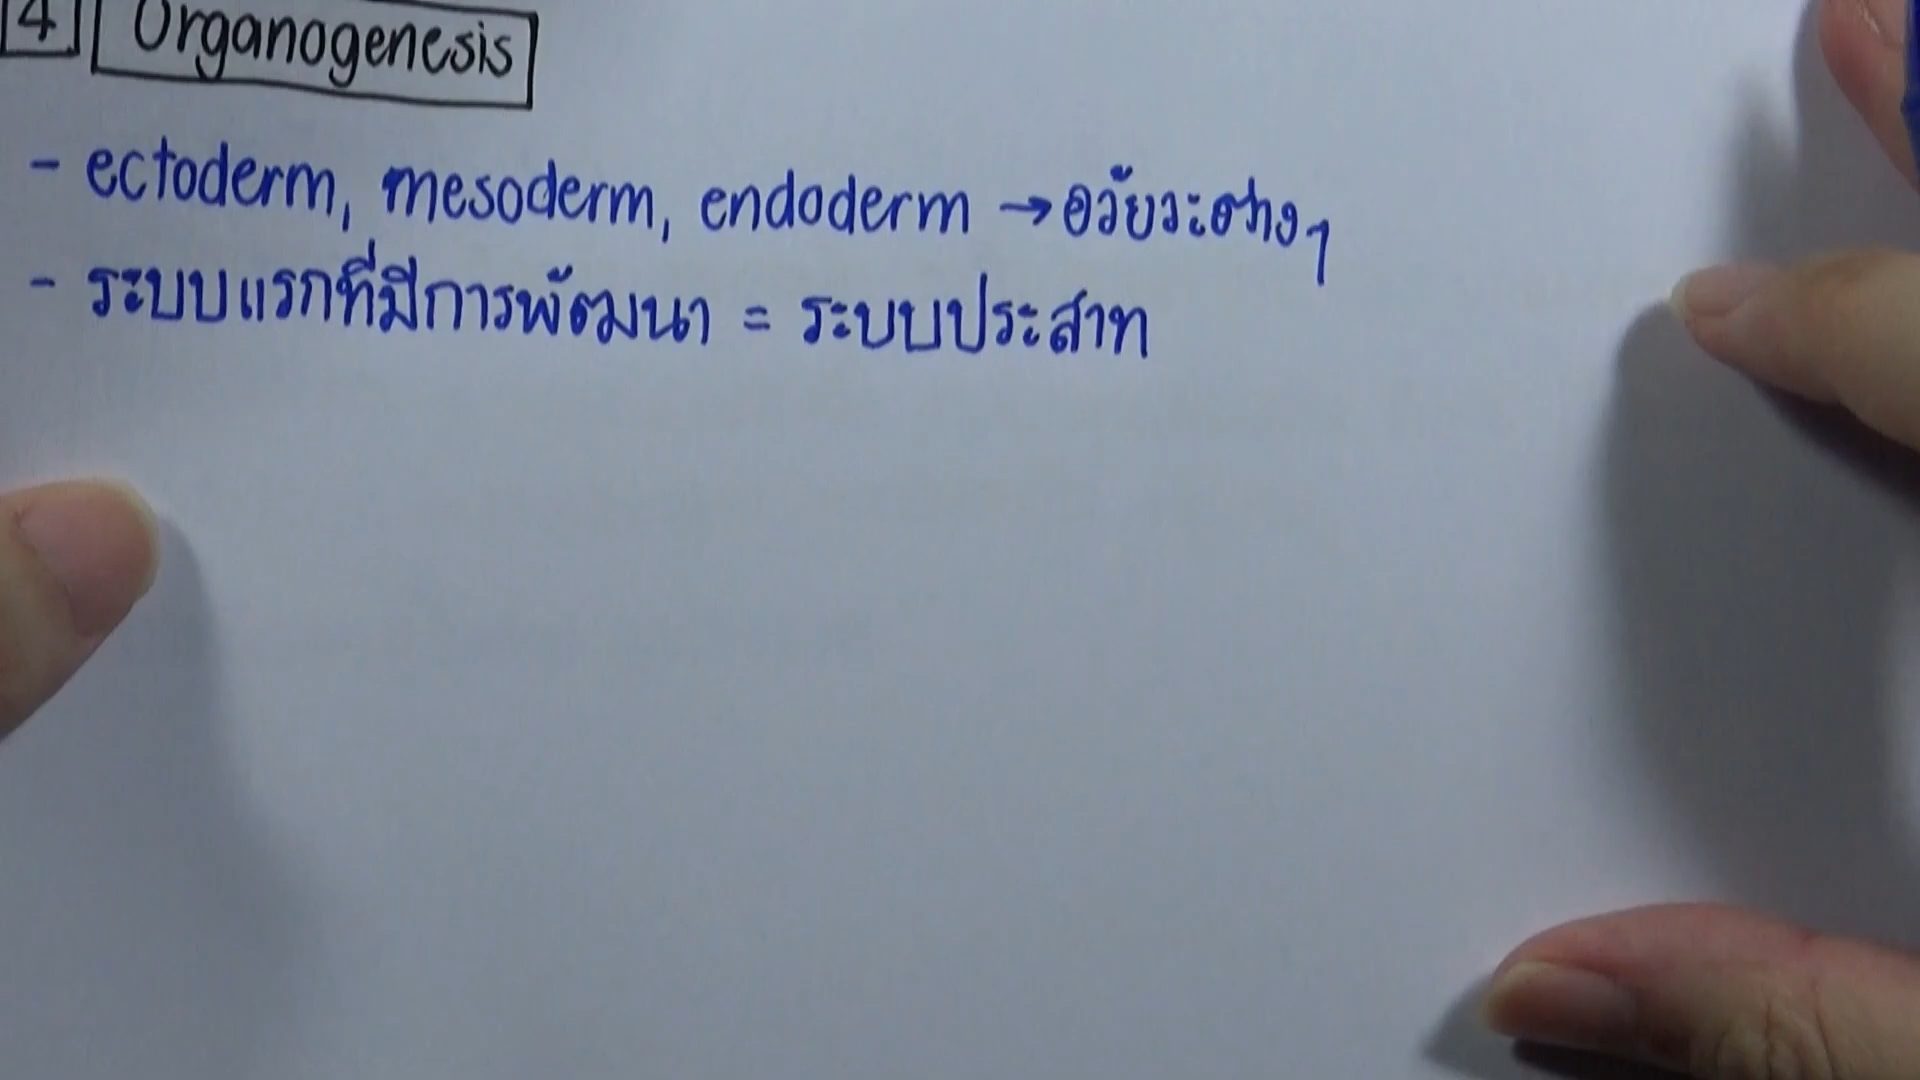 4 Organogenesis
- ectoderm, mesoderm, endoderm → อวัยวะต่างๆ
- ระบบแรกที่มีการพัฒนา = ระบบประสาท